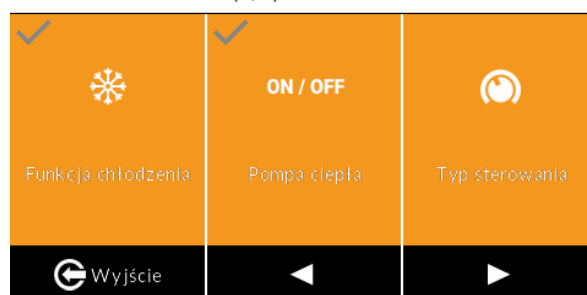 ON / OFF
Funkcja chłodzenia
Pompa ciepła
Typ sterowania
Wyjście